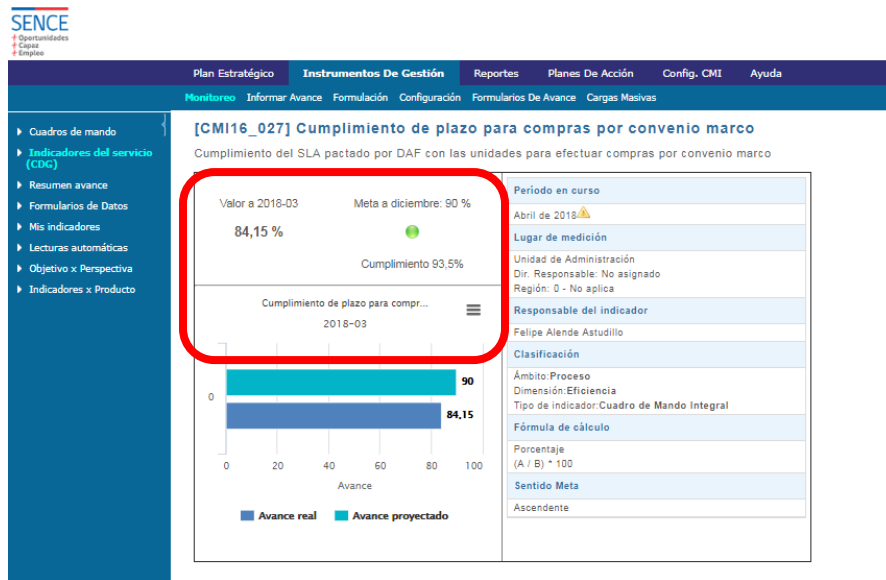 SENCE
Oportunidades
Capaz
Empleo
Plan Estratégico Instrumentos De Gestión Reportes Planes De Acción Config. CMI Ayuda
Monitoreo Informar Avance Formulación Configuración Formularios De Avance Cargas Masivas
Cuadros de mando
Indicadores del servicio
(CDG)
Resumen avance
Formularios de Datos
Mis indicadores
Lecturas automáticas
Objetivo x Perspectiva
Indicadores x Producto
[CMI16_027] Cumplimiento de plazo para compras por convenio marco
Cumplimiento del SLA pactado por DAF con las unidades para efectuar compras por convenio marco
Valor a 2018-03 Meta a diciembre: 90 %
84,15 %
Cumplimiento 93,5%
Cumplimiento de plazo para compr...
2018-03
90
0
84,15
0 20 40 60 80 100
Avance
Avance real Avance proyectado
Período en curso
Abril de 2018
Lugar de medición
Unidad de Administración
Dir. Responsable: No asignado
Región: 0 - No aplica
Responsable del indicador
Felipe Alende Astudillo
Clasificación
Ámbito:Proceso
Dimensión:Eficiencia
Tipo de indicador:Cuadro de Mando Integral
Fórmula de càlculo
Porcentaje
(A / B) * 100
Sentido Meta
Ascendente